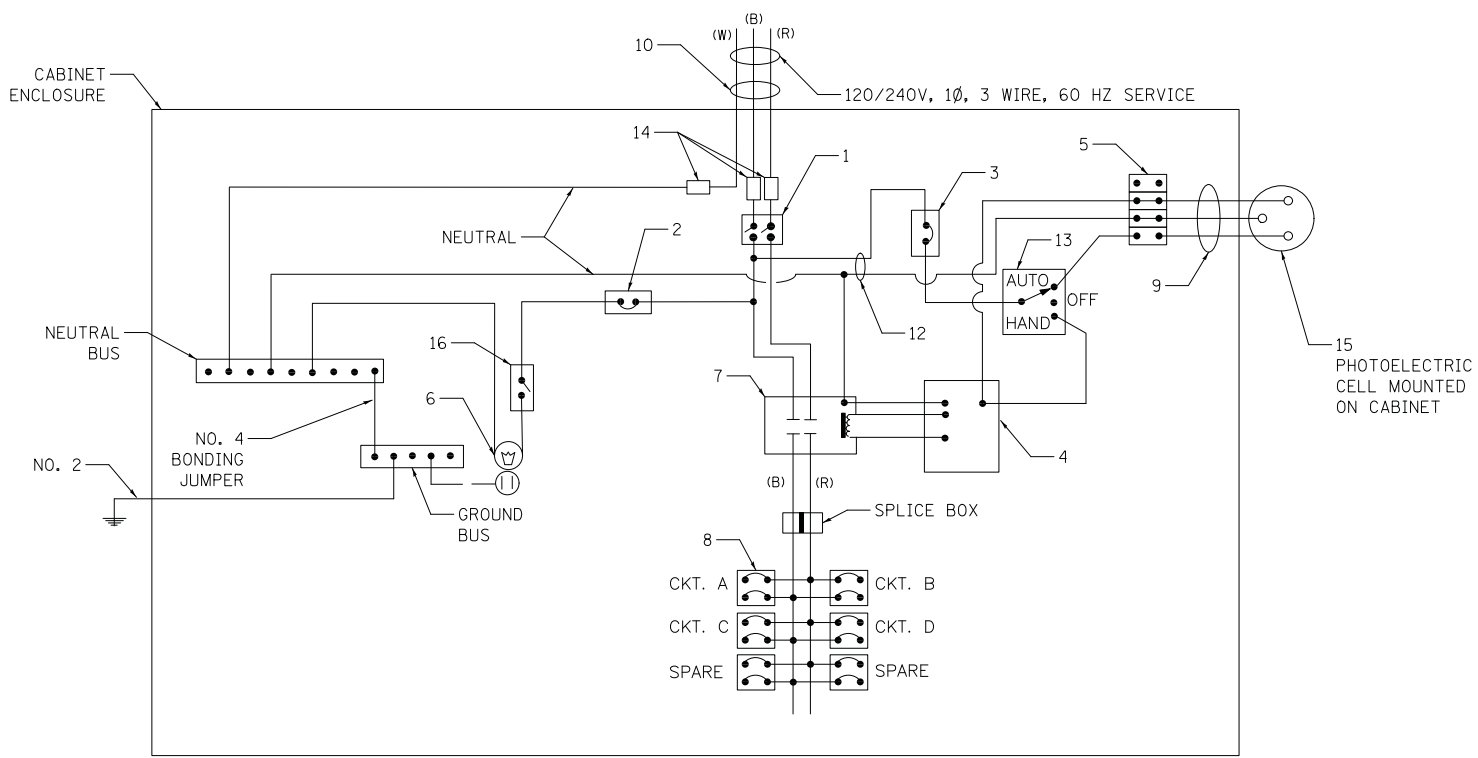 (B)
(W)
(R)
10
CABINET
ENCLOSURE
120/240V, 1Ø, 3 WIRE, 60 HZ SERVICE
14
1
5
3
NEUTRAL
2
13
AUTO
OFF
HAND
9
12
15
PHOTOELECTRIC
CELL MOUNTED
ON CABINET
NEUTRAL
BUS
16
7
6
NO. 4
BONDING
JUMPER
NO. 2
4
(B)
(R)
GROUND
BUS
SPLICE BOX
8
CKT. A
CKT. B
CKT. C
CKT. D
SPARE
SPARE